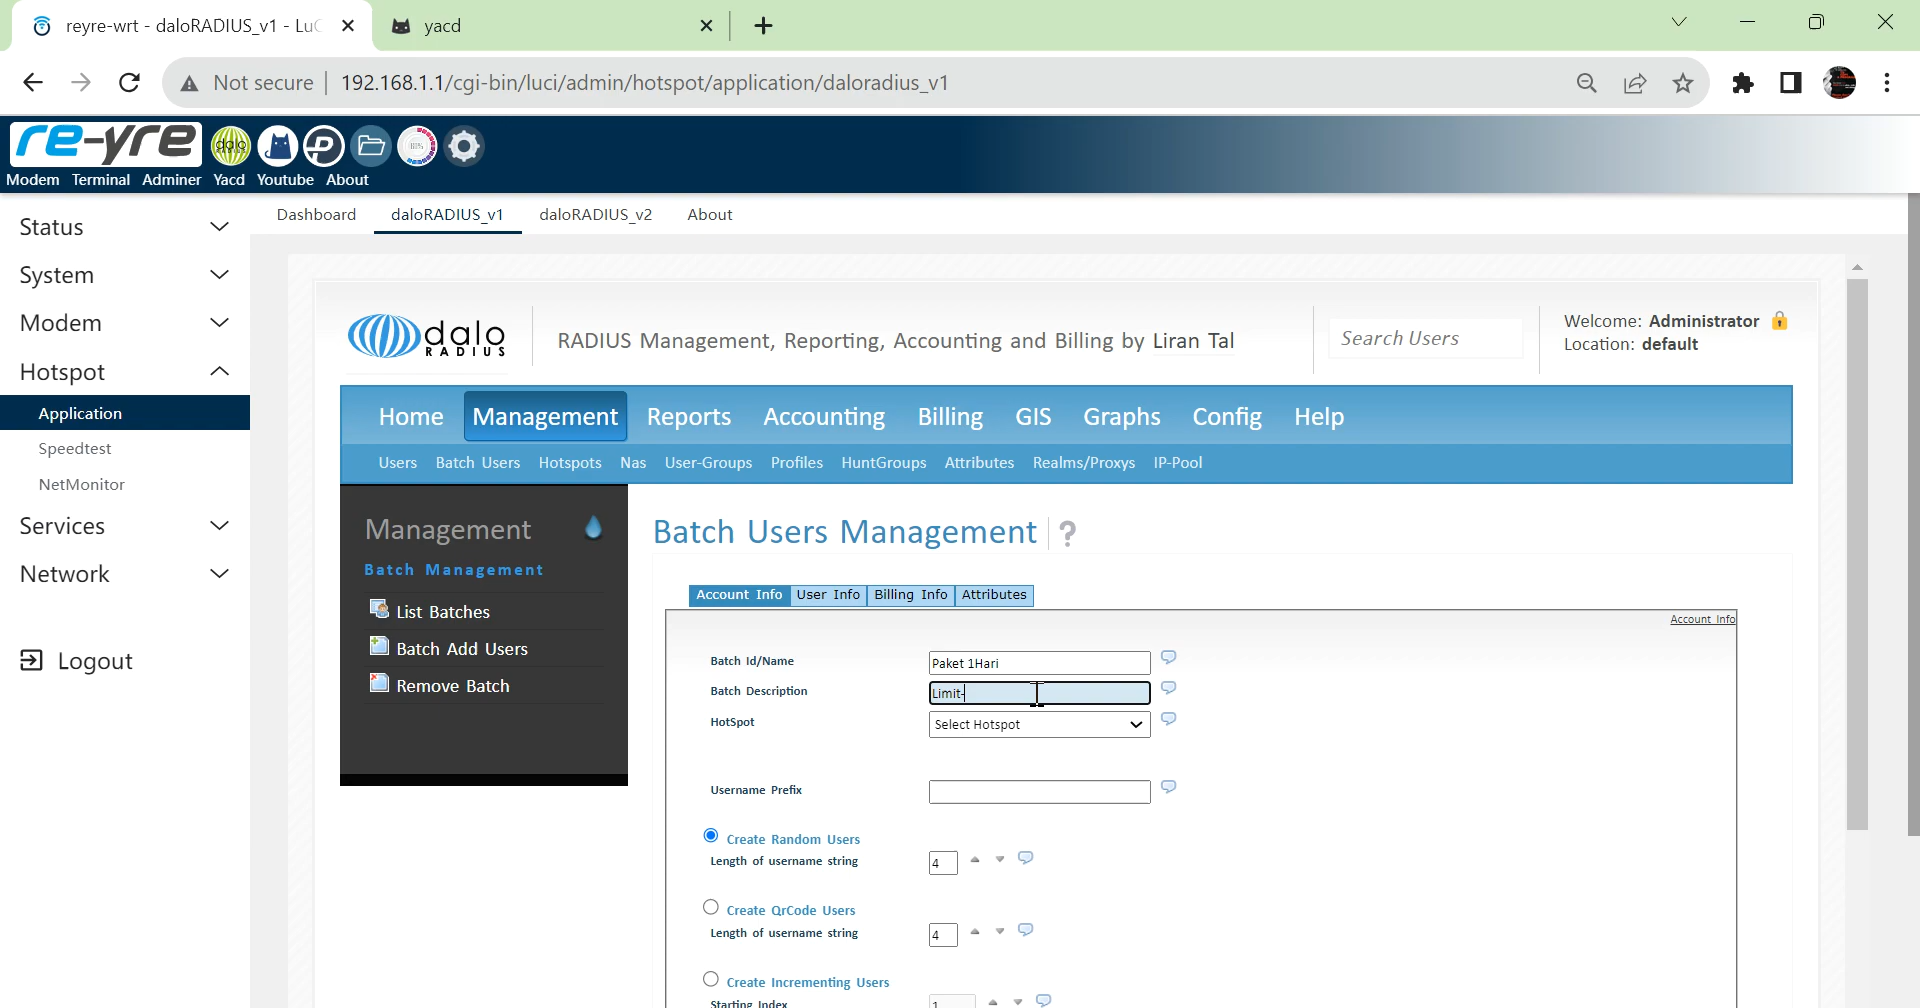 reyre-wrt - daloRADIUS_v1 - LuC
yacd
Not secure
192.168.1.1/cgi-bin/luci/admin/hotspot/application/daloradius_v1
re-yre
dalo
Modem Terminal Adminer Yacd Youtube About
Status
System
Modem
Hotspot
Application
Speedtest
NetMonitor
Services
Network
Logout
Dashboard daloRADIUS_v1 daloRADIUS_v2 About
dalo
RADIUS
RADIUS Management, Reporting, Accounting and Billing by Liran Tal
Search Users
Welcome: Administrator
Location: default
Home Management Reports Accounting Billing GIS Graphs Config Help
Users Batch Users Hotspots Nas User-Groups Profiles HuntGroups Attributes Realms/Proxys IP-Pool
Management
Batch Management
List Batches
Batch Add Users
Remove Batch
Batch Users Management ?
Account Info User Info Billing Info Attributes
Account Info
Batch Id/Name Paket 1Hari
Batch Description Limit-
HotSpot Select Hotspot
Username Prefix
Create Random Users
Length of username string 4
Create QrCode Users
Length of username string 4
Create Incrementing Users
Starting Index 1